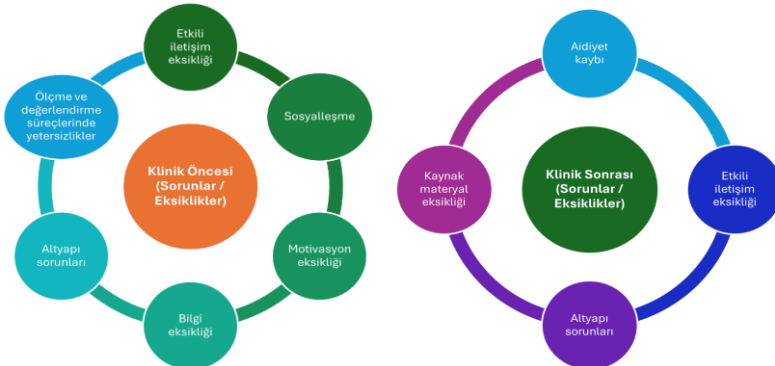 Etkili
iletişim
eksikliği
Sosyalleşme
Motivasyon
eksikliği
Bilgi
eksikliği
Altyapı
sorunları
Ölçme ve
değerlendirme
süreçlerinde
yetersizlikler
Klinik Öncesi
(Sorunlar /
Eksiklikler)
Aidiyet
kaybı
Etkili
iletişim
eksikliği
Altyapı
sorunları
Kaynak
materyal
eksikliği
Klinik Sonrası
(Sorunlar /
Eksiklikler)